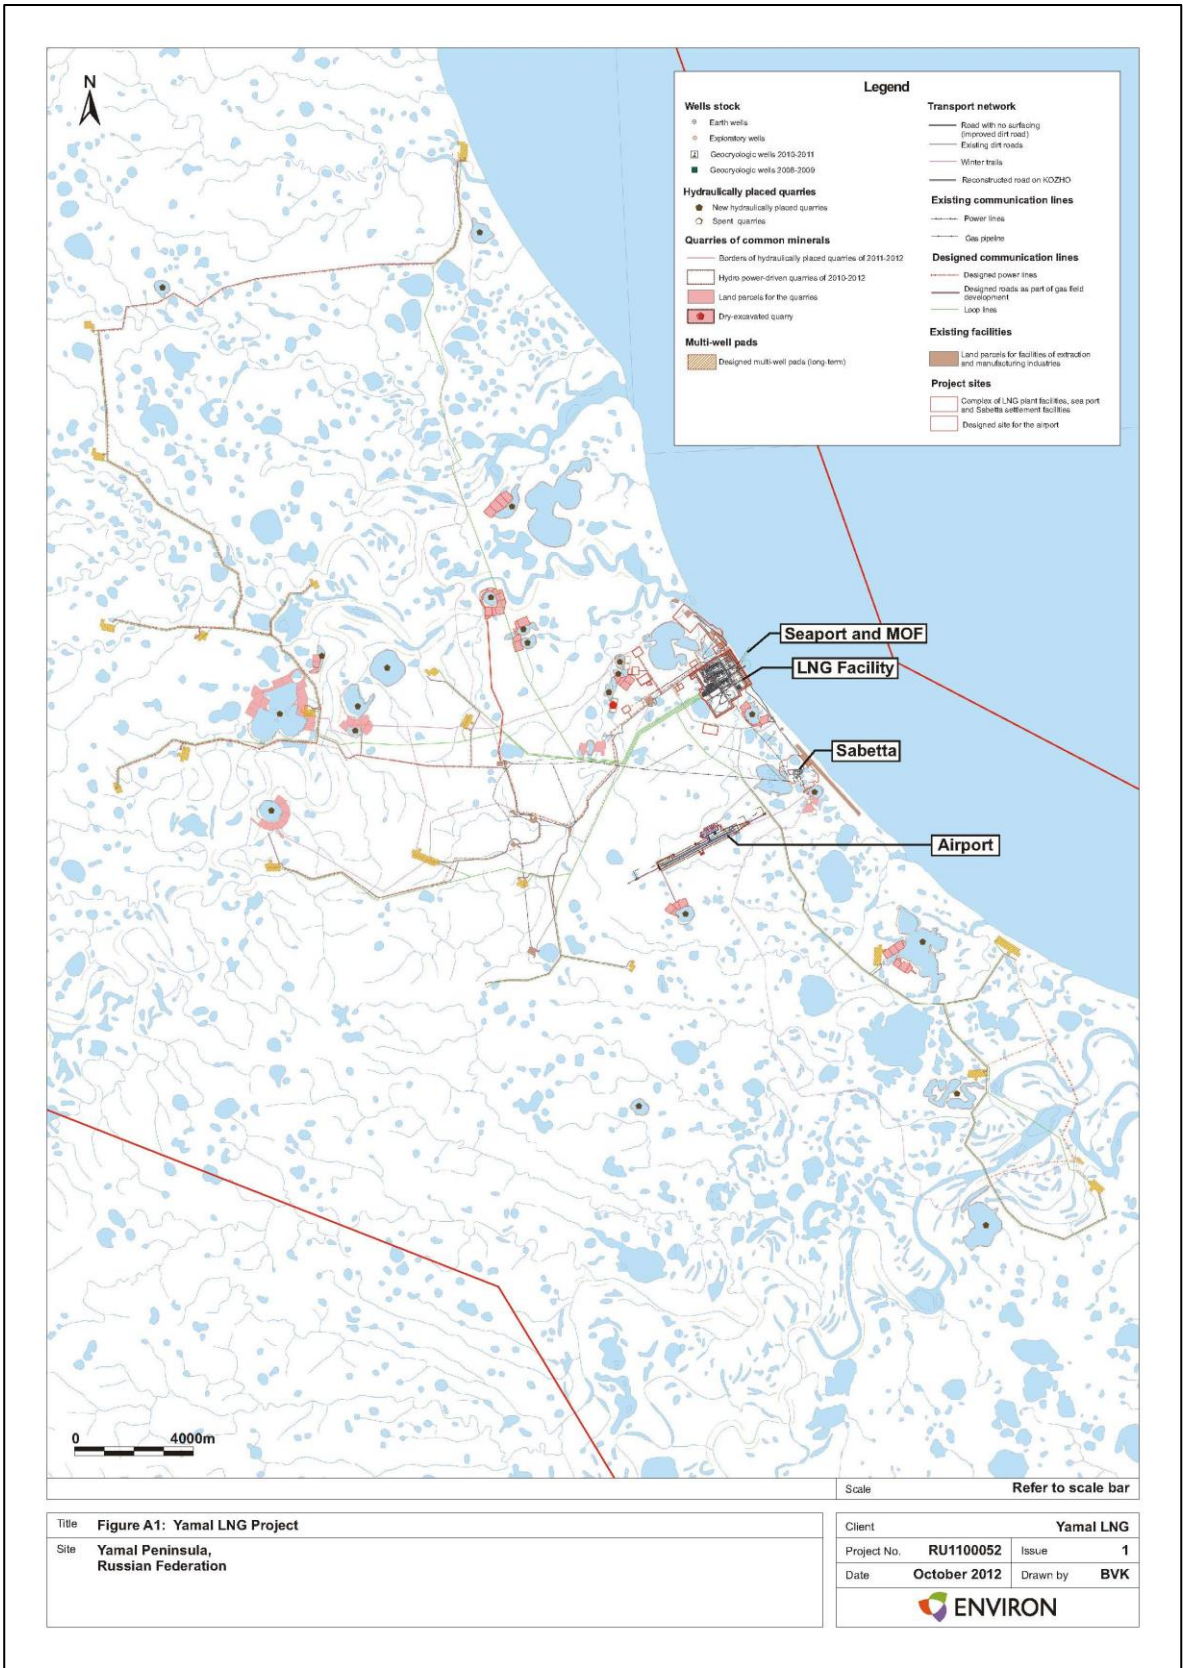 N
Legend
Wells stock
Earth wells
Exploratory wells
Geocryologic wells 2010-2011
Geocryologic wells 2008-2009
Hydraulically placed quarries
New hydraulically placed quarries
Spent quarries
Quarries of common minerals
Borders of hydraulically placed quarries of 2011-2012
Hydro power-driven quarries of 2010-2012
Land parcels for the quarries
Dry-excavated quarry
Multi-well pads
Designed multi-well pads (long-term)
Transport network
Road with no surfacing
(improved dirt road)
Existing dirt roads
Winter trails
Reconstructed road on KOZHO
Existing communication lines
Power lines
Gas pipeline
Designed communication lines
Designed power lines
Designed roads as part of gas field
development
Loop lines
Existing facilities
Land parcels for facilities of extraction
and manufacturing industries
Project sites
Complex of LNG plant facilities, sea port
and Sabetta settlement facilities
Designed site for the airport
Seaport and MOF
LNG Facility
Sabetta
Airport
0 4000m
Scale Refer to scale bar
Title Figure A1: Yamal LNG Project
Site Yamal Peninsula,
Russian Federation
Client Yamal LNG
Project No. RU1100052 Issue 1
Date October 2012 Drawn by BVK
ENVIRON